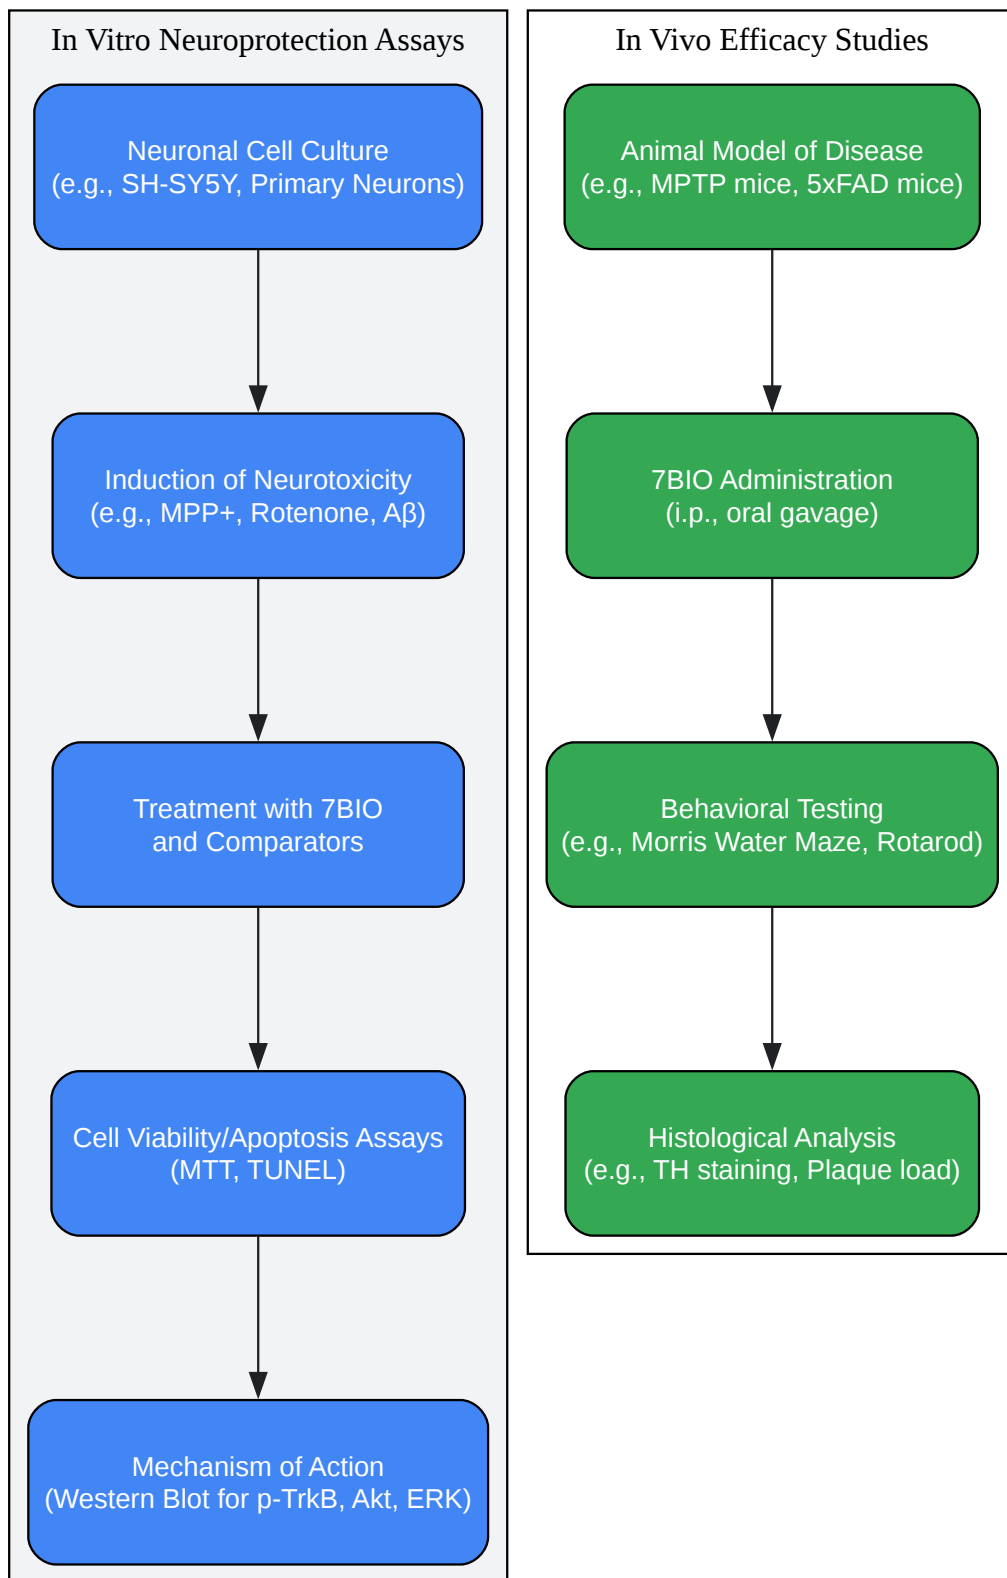 In Vitro Neuroprotection Assays
Neuronal Cell Culture
(e.g., SH-SY5Y, Primary Neurons)
Induction of Neurotoxicity
(e.g., MPP+, Rotenone, Aβ)
Treatment with 7BIO
and Comparators
Cell Viability/Apoptosis Assays
(MTT, TUNEL)
Mechanism of Action
(Western Blot for p-TrkB, Akt, ERK)
In Vivo Efficacy Studies
Animal Model of Disease
(e.g., MPTP mice, 5xFAD mice)
7BIO Administration
(i.p., oral gavage)
Behavioral Testing
(e.g., Morris Water Maze, Rotarod)
Histological Analysis
(e.g., TH staining, Plaque load)